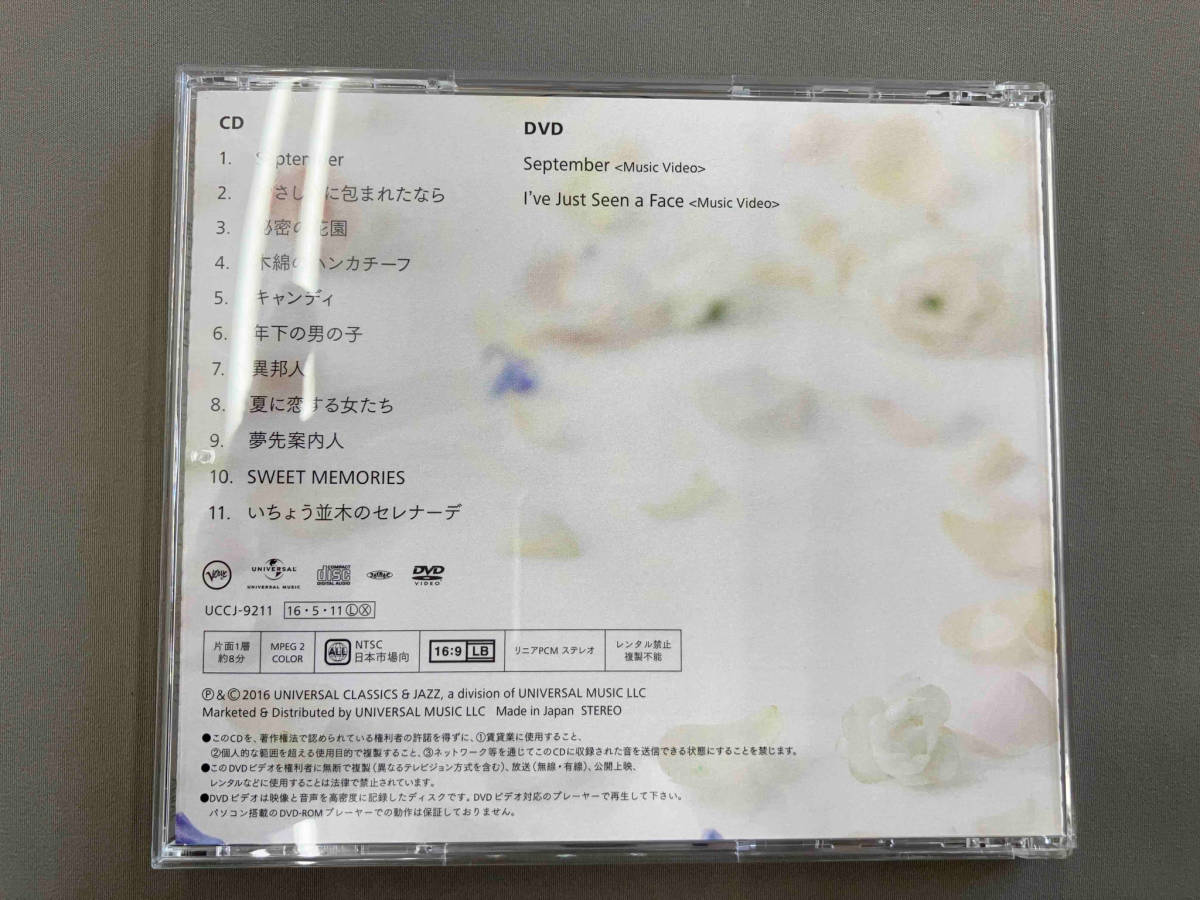 CD
1. September
2. やさしさに包まれたなら
3. 秘密の花園
4. 木綿のハンカチーフ
5. キャンディ
6. 年下の男の子
7. 異邦人
8. 夏に恋する女たち
9. 夢先案内人
10. SWEET MEMORIES
11. いちょう並木のセレナーデ
DVD
September <Music Video>
I've Just Seen a Face <Music Video>
Verve UNIVERSAL UNIVERSAL MUSIC COMPACT disc DIGITAL AUDIO DVD VIDEO
UCCJ-9211 16・5・11 Ⓛ Ⓧ
片面1層 約8分
MPEG 2 COLOR
ALL NTSC 日本市場向
16:9 LB
リニアPCM ステレオ
レンタル禁止 複製不能
Ⓟ & © 2016 UNIVERSAL CLASSICS & JAZZ, a division of UNIVERSAL MUSIC LLC
Marketed & Distributed by UNIVERSAL MUSIC LLC Made in Japan STEREO
●このCDを、著作権法で認められている権利者の許諾を得ずに、①賃貸業に使用すること、
②個人的な範囲を超える使用目的で複製すること、③ネットワーク等を通じてこのCDに収録された音を送信できる状態にすることを禁じます。
●このDVDビデオを権利者に無断で複製（異なるテレビジョン方式を含む）、放送（無線・有線）、公開上映、
レンタルなどに使用することは法律で禁止されています。
●DVDビデオは映像と音声を高密度に記録したディスクです。DVDビデオ対応のプレーヤーで再生して下さい。
パソコン搭載のDVD-ROMプレーヤーでの動作は保証しておりません。